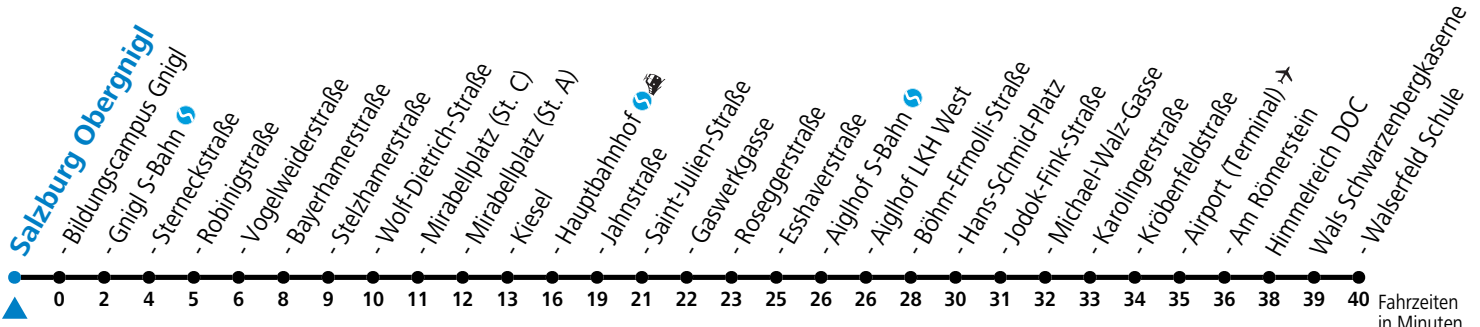 Salzburg Obergnigl
- Bildungscampus Gnigl
- Gnigl S-Bahn
- Sterneckstraße
- Robinigstraße
- Vogelweiderstraße
- Bayerhamerstraße
- Stelzhamerstraße
- Wolf-Dietrich-Straße
- Mirabellplatz (St. C)
- Mirabellplatz (St. A)
- Kiesel
- Hauptbahnhof
- Jahnstraße
- Saint-Julien-Straße
- Gaswerkgasse
- Roseggerstraße
- Esshaverstraße
- Aiglhof S-Bahn
- Aiglhof LKH West
- Böhm-Ermolli-Straße
- Hans-Schmid-Platz
- Jodok-Fink-Straße
- Michael-Walz-Gasse
- Karolingerstraße
- Kröbenfeldstraße
- Airport (Terminal)
- Am Römerstein
Himmelreich DOC
Wals Schwarzenbergkaserne
- Walserfeld Schule
0 2 4 5 6 8 9 10 11 12 13 16 19 21 22 23 25 26 26 28 30 31 32 33 34 35 36 38 39 40 Fahrzeiten
in Minuten